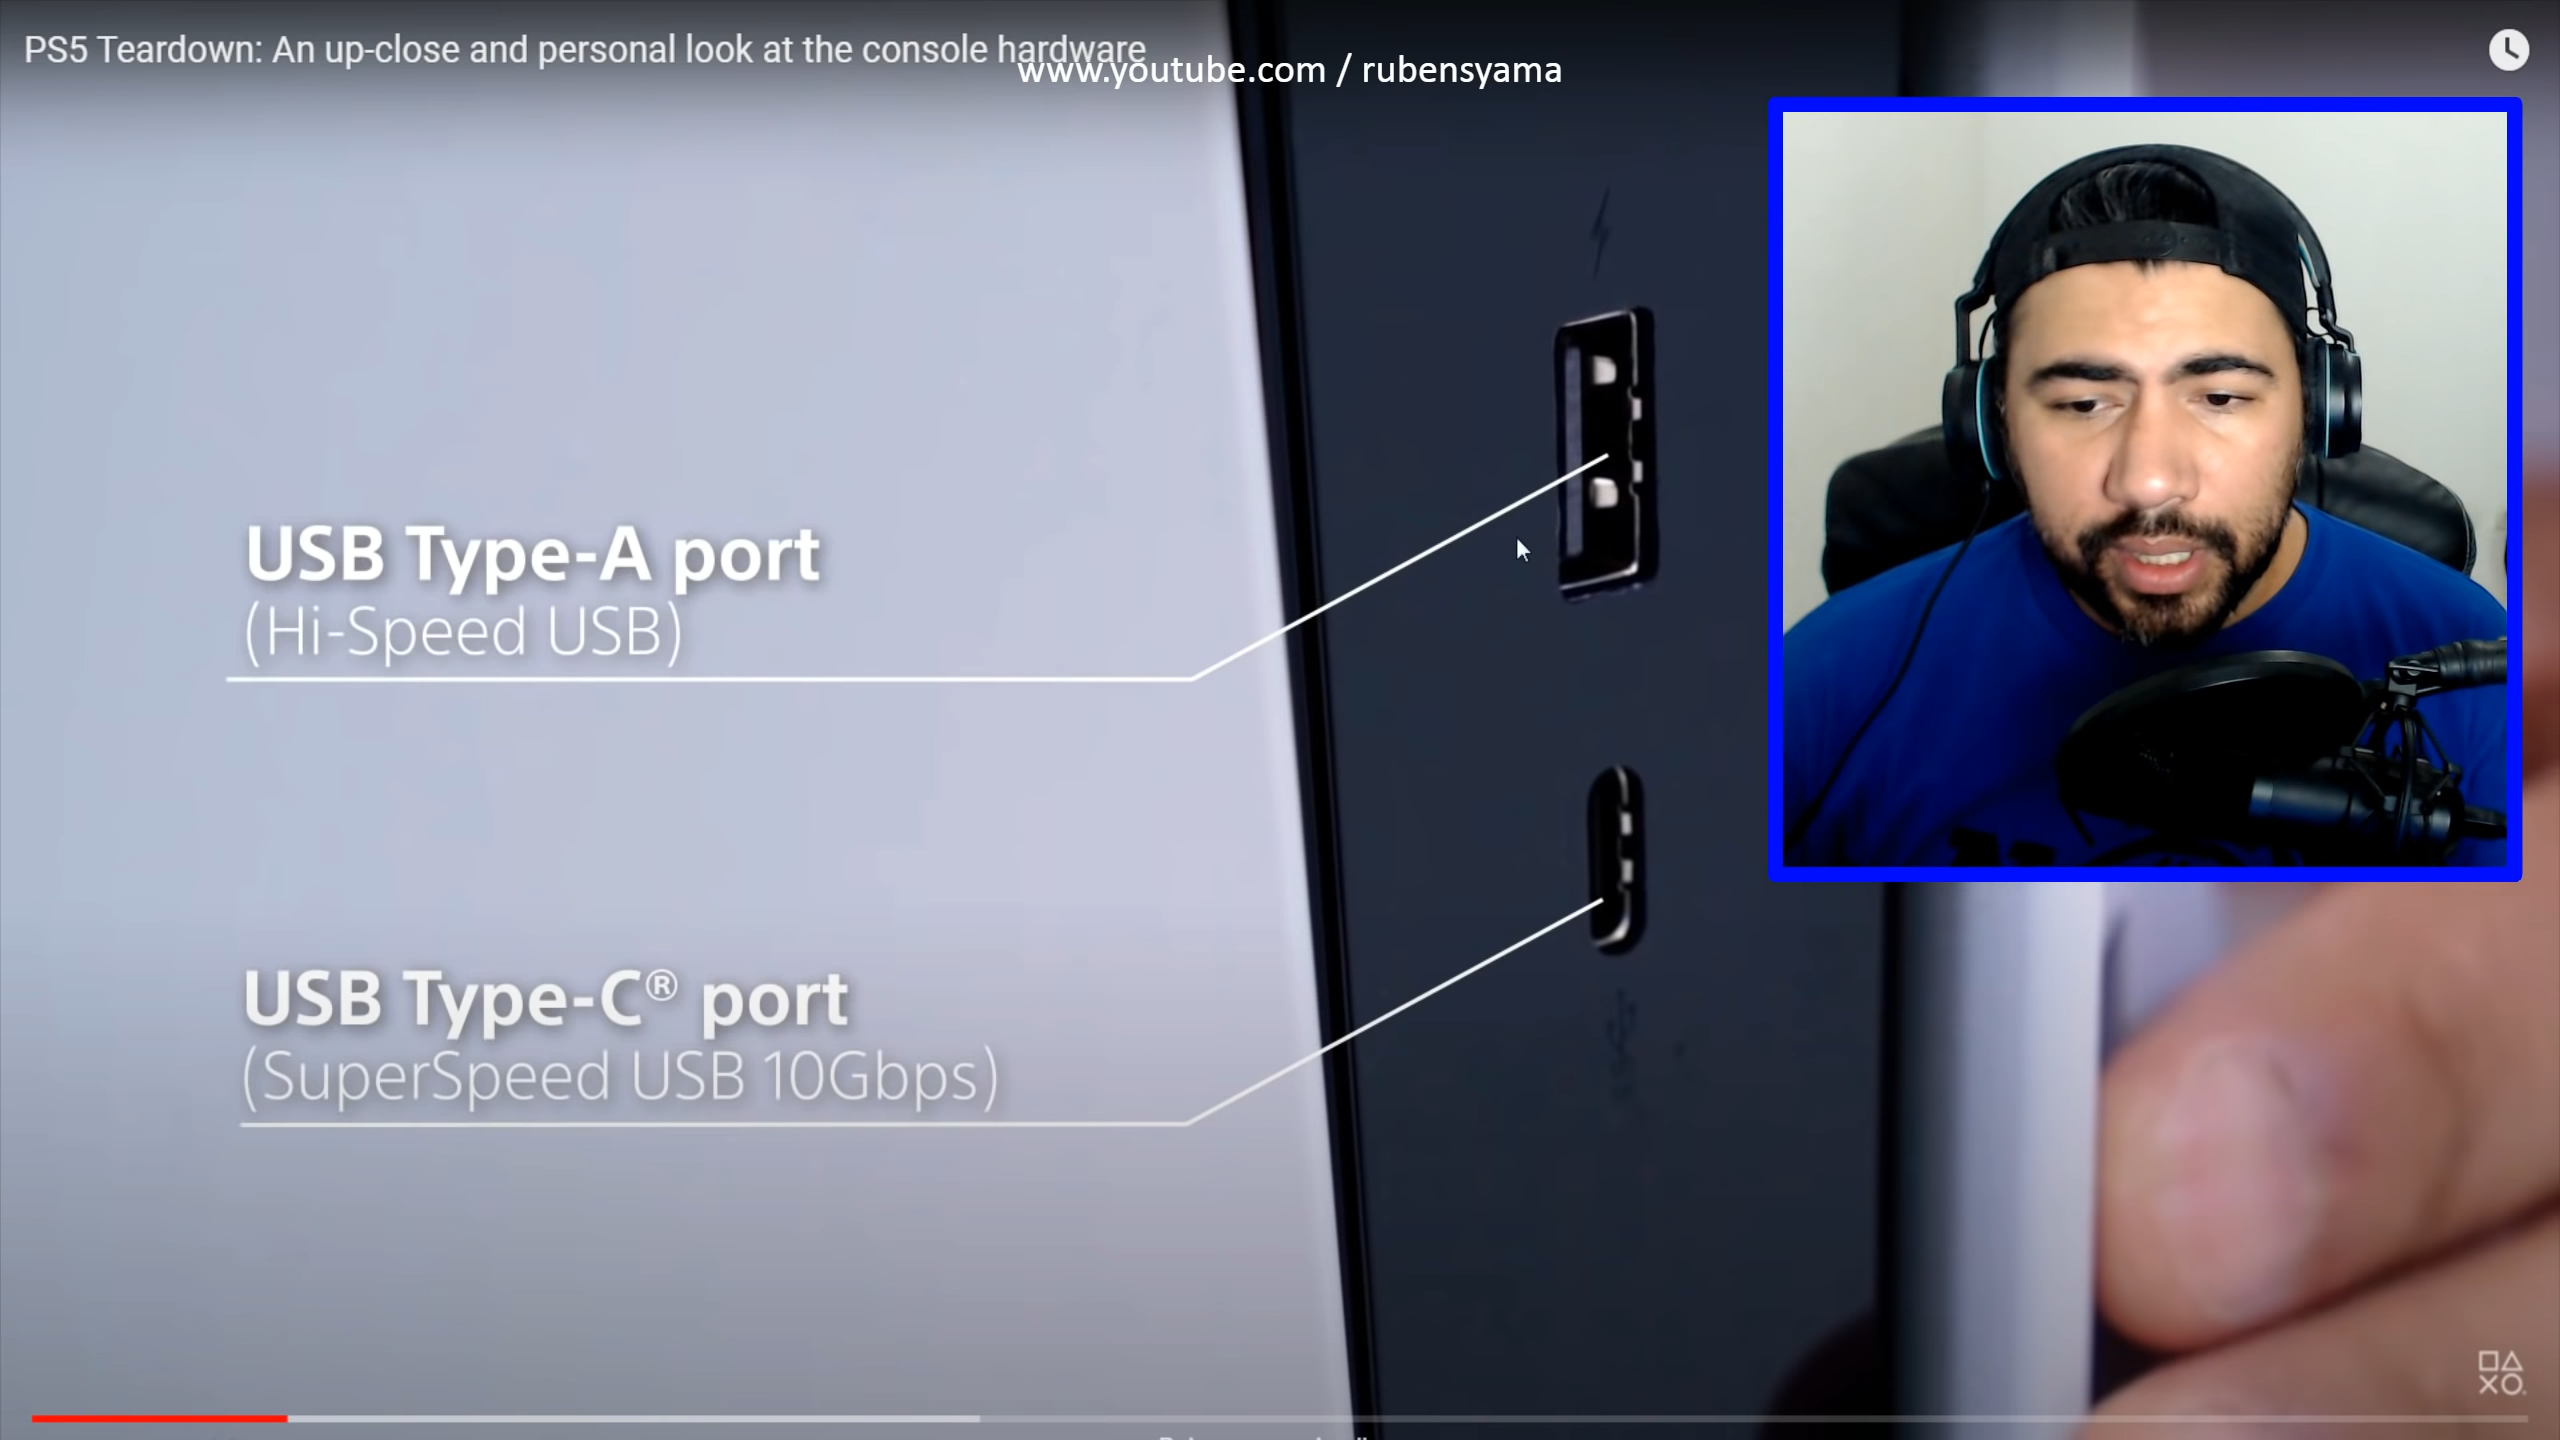 PS5 Teardown: An up-close and personal look at the console hardware
www.youtube.com / rubensyama
USB Type-A port
(Hi-Speed USB)
USB Type-C® port
(SuperSpeed USB 10Gbps)